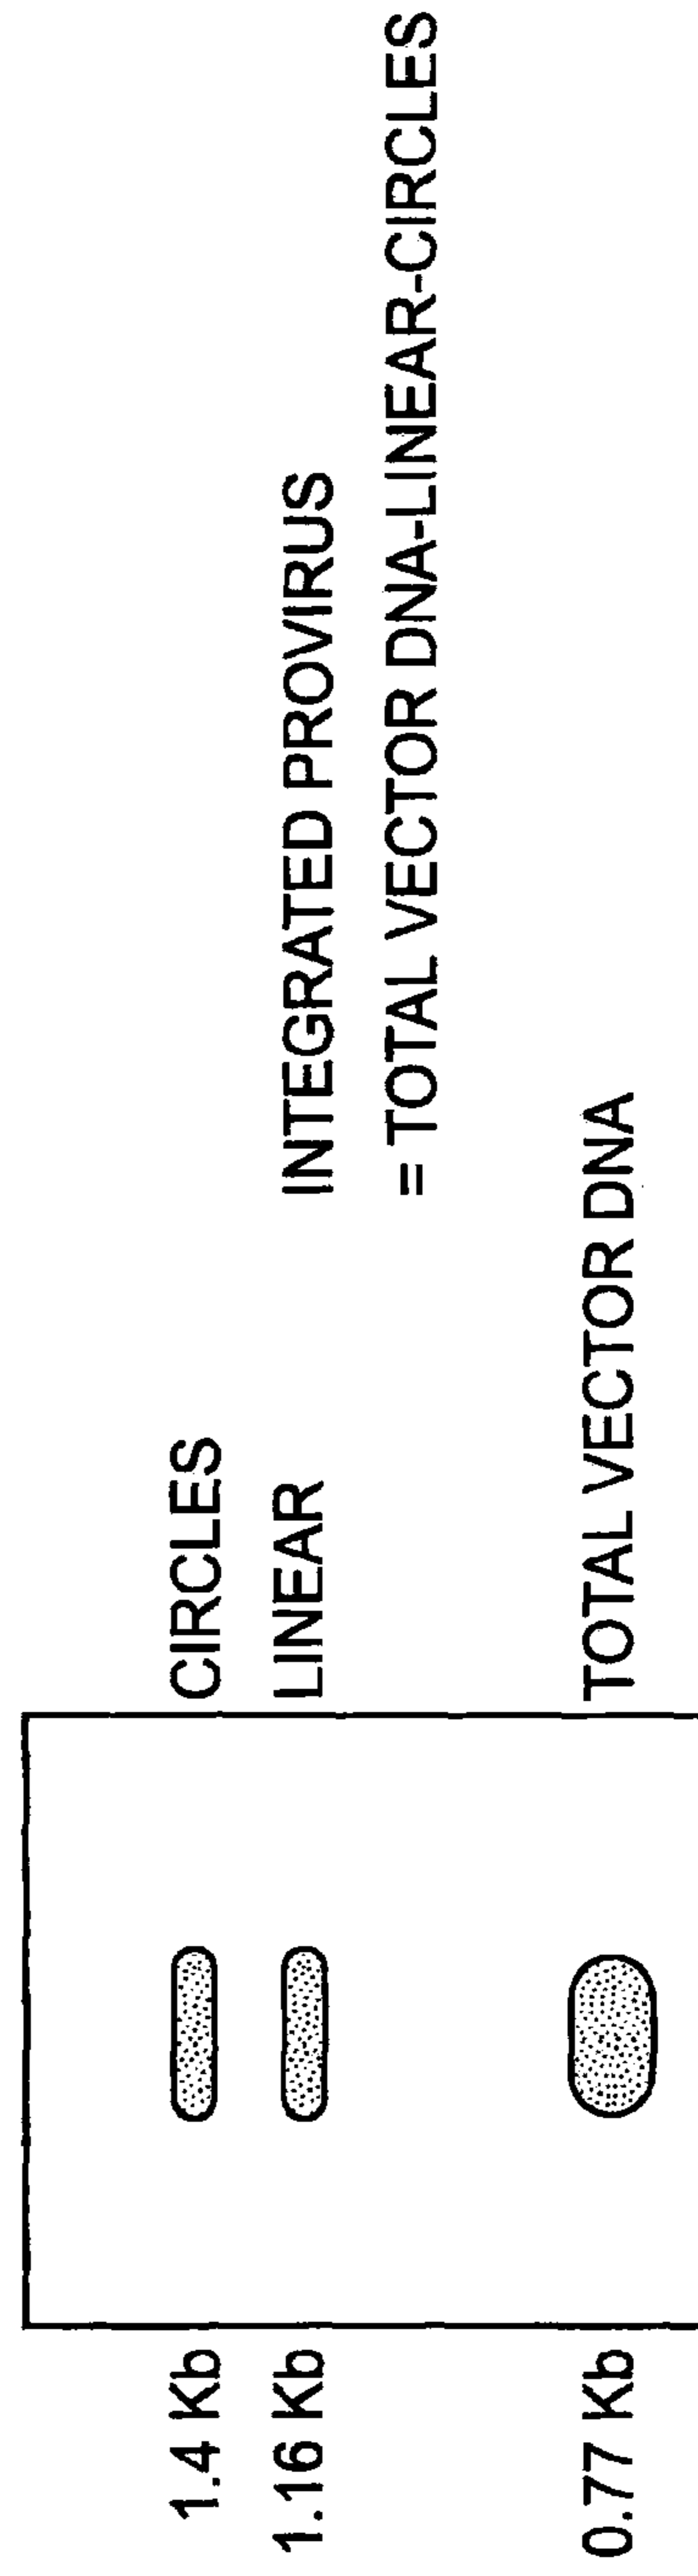 1.4 Kb CIRCLES
1.16 Kb LINEAR INTEGRATED PROVIRUS
= TOTAL VECTOR DNA-LINEAR-CIRCLES
0.77 Kb TOTAL VECTOR DNA